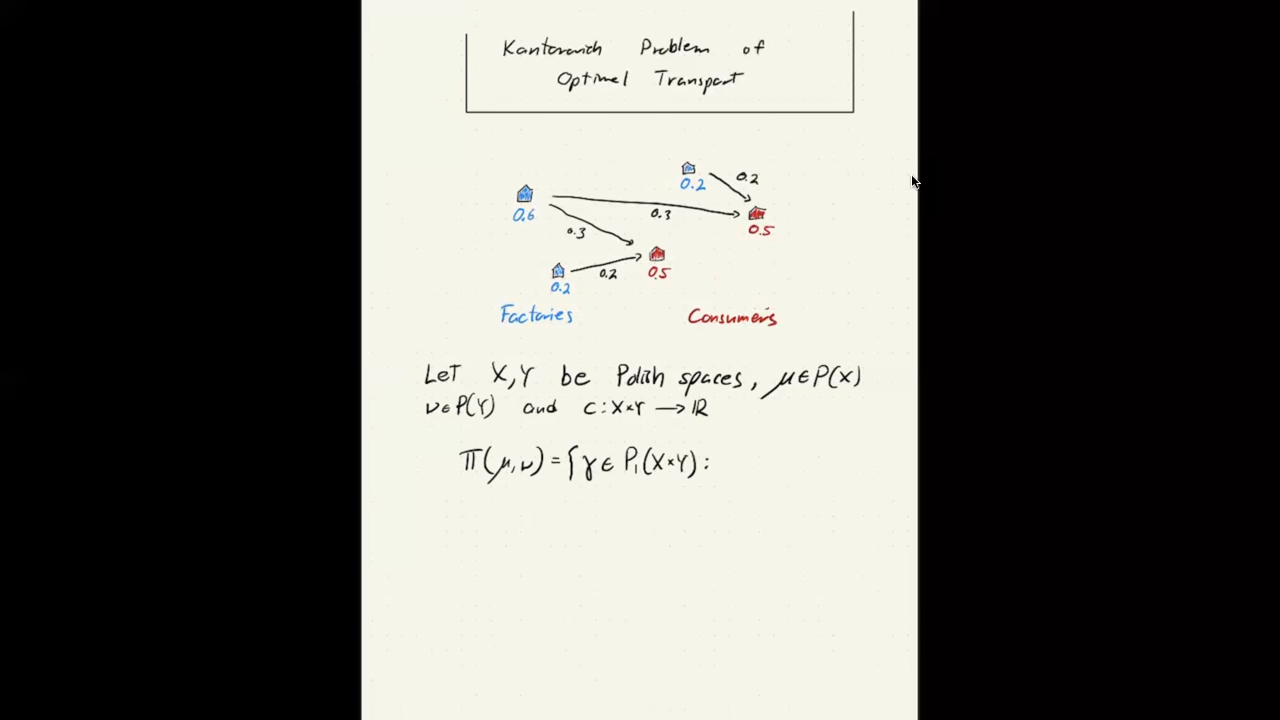 Kantorovich Problem of
Optimal Transport
0.2
0.2
0.6
0.3
0.5
0.3
0.2
0.2
0.5
Factories
Consumers
Let X,Y be Polish spaces, μ∈P(X)
ν∈P(Y) and c: X×Y → ℝ
Π(μ,ν) = { γ ∈ P₁(X×Y) :